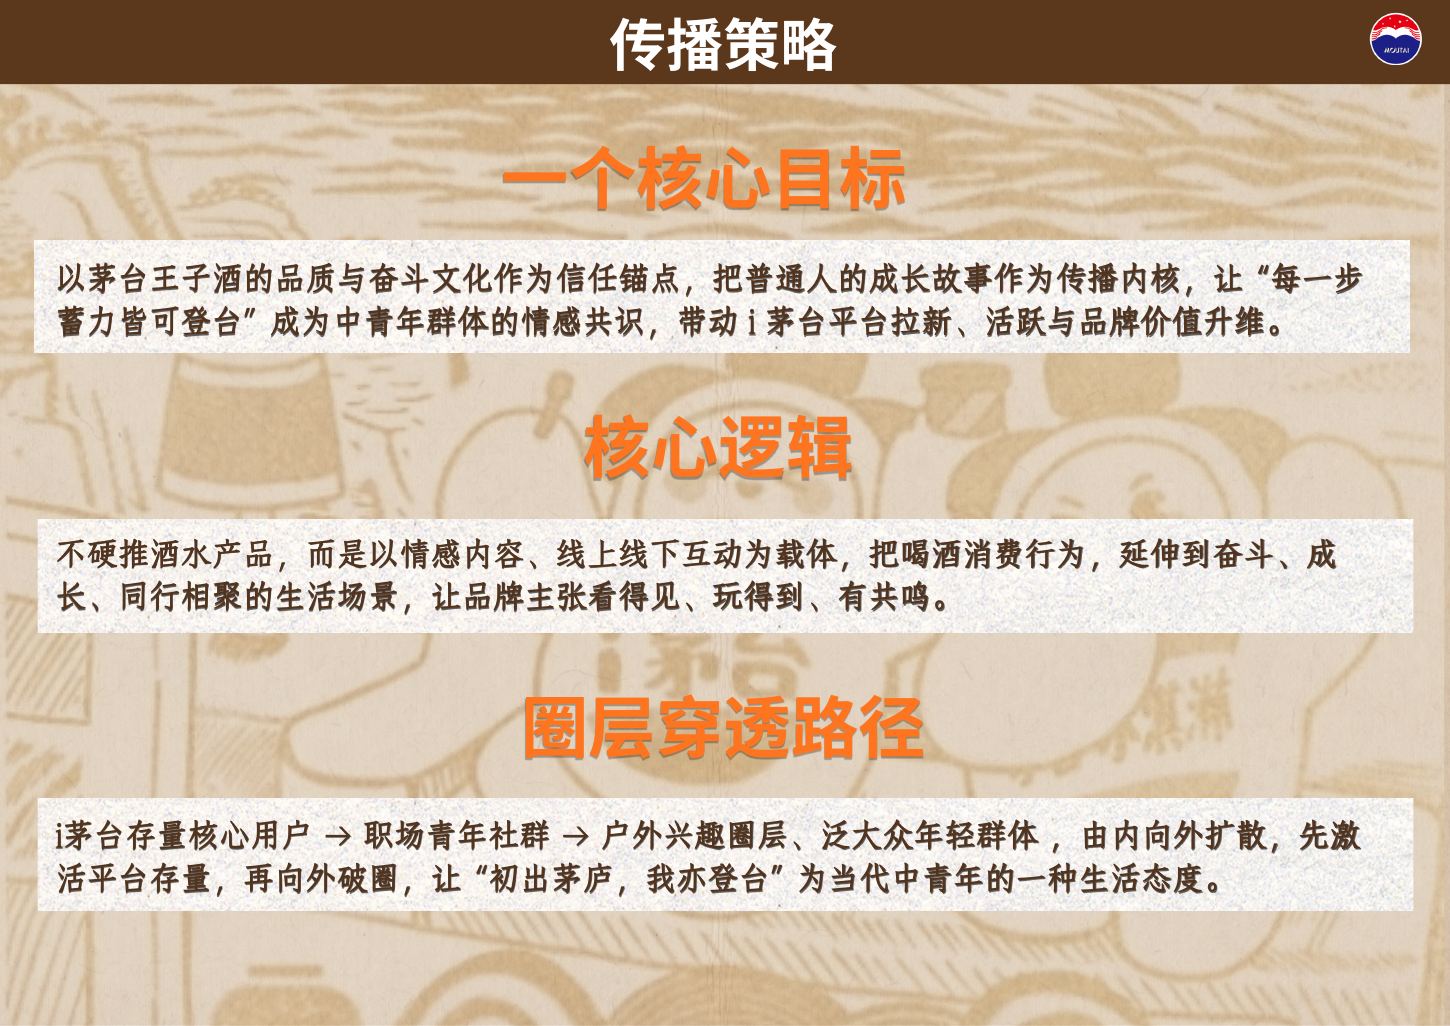 传播策略
MOUTAI
一个核心目标
以茅台王子酒的品质与奋斗文化作为信任锚点，把普通人的成长故事作为传播内核，让“每一步
蓄力皆可登台”成为中青年群体的情感共识，带动 i 茅台平台拉新、活跃与品牌价值升维。
核心逻辑
不硬推酒水产品，而是以情感内容、线上线下互动为载体，把喝酒消费行为，延伸到奋斗、成
长、同行相聚的生活场景，让品牌主张看得见、玩得到、有共鸣。
i茅台
冰淇淋
圈层穿透路径
i茅台存量核心用户 → 职场青年社群 → 户外兴趣圈层、泛大众年轻群体 ，由内向外扩散，先激
活平台存量，再向外破圈，让“初出茅庐，我亦登台”为当代中青年的一种生活态度。